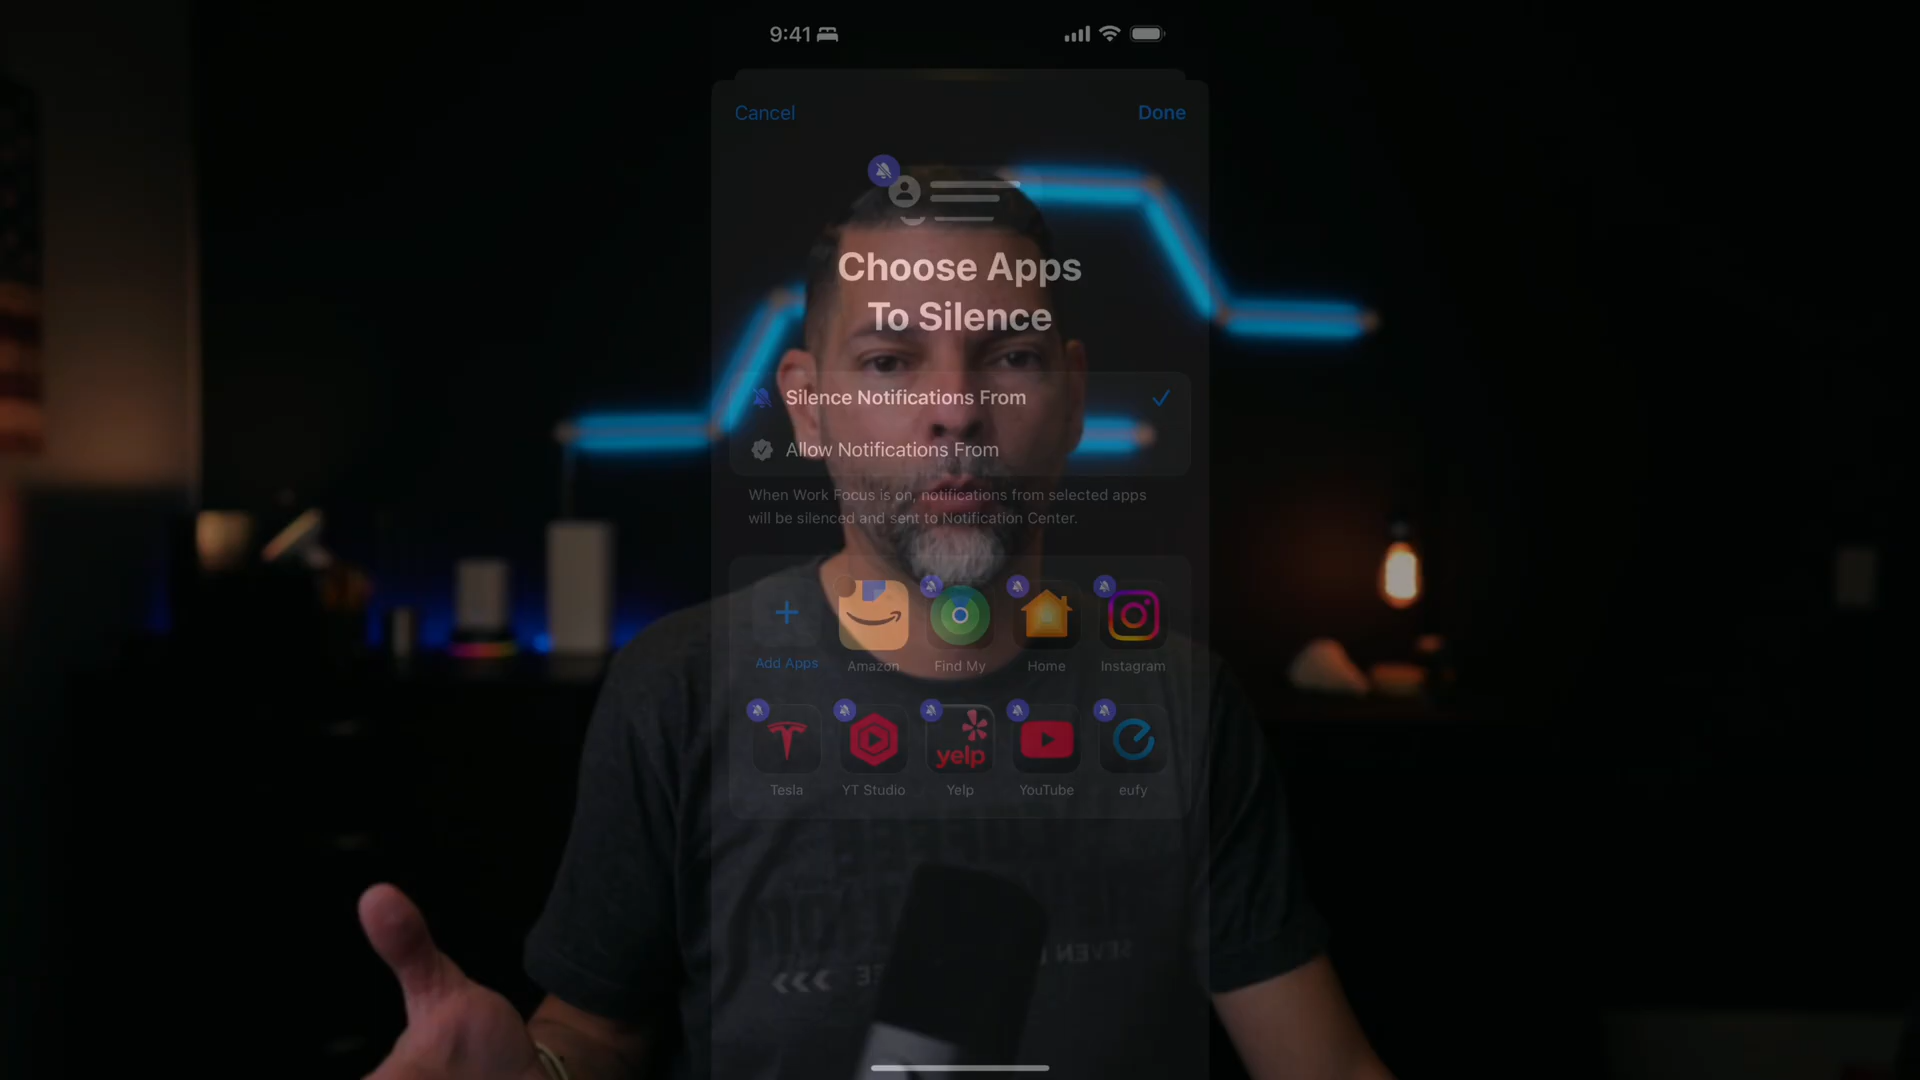 9:41
Cancel
Done
Choose Apps
To Silence
Silence Notifications From
Allow Notifications From
When Work Focus is on, notifications from selected apps
will be silenced and sent to Notification Center.
Add Apps
Amazon
Find My
Home
Instagram
yelp
Tesla
YT Studio
Yelp
YouTube
eufy
SEVEN